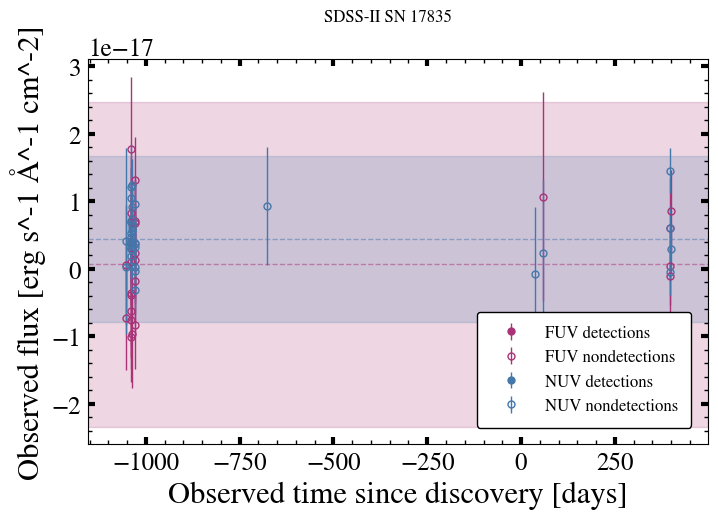 SDSS-II SN 17835
1e−17
3
2
1
0
−1
−2
Observed flux [erg s^-1 Å^-1 cm^-2]
FUV detections
FUV nondetections
NUV detections
NUV nondetections
−1000 −750 −500 −250 0 250
Observed time since discovery [days]